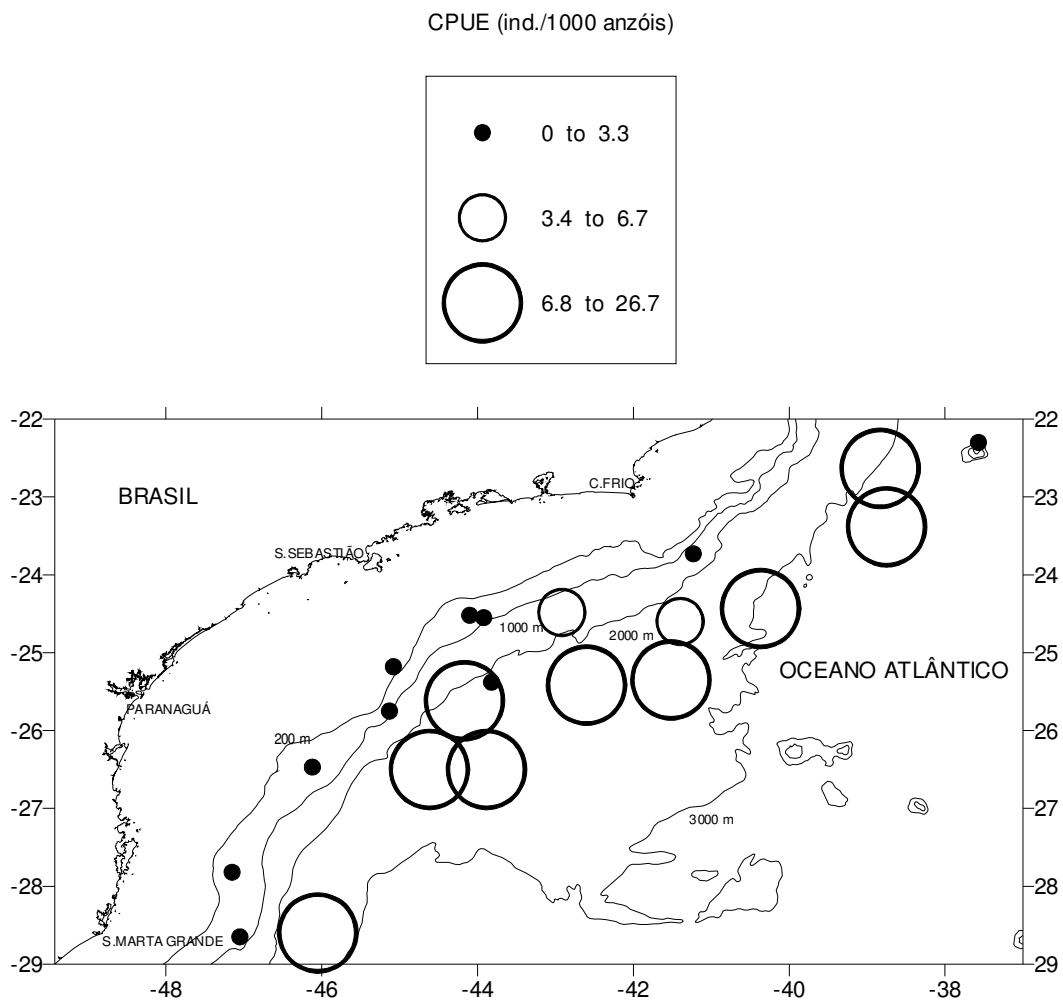 CPUE (ind./1000 anzóis)
0 to 3.3
3.4 to 6.7
6.8 to 26.7
-22
22
-23
23
-24
24
-25
25
-26
26
-27
27
-28
28
-29
29
BRASIL
C.FRIO
S.SEBASTIÃO
1000 m
2000 m
OCEANO ATLÂNTICO
PARANAGUÁ
200 m
3000 m
S.MARTA GRANDE
-48
-46
-44
-42
-40
-38